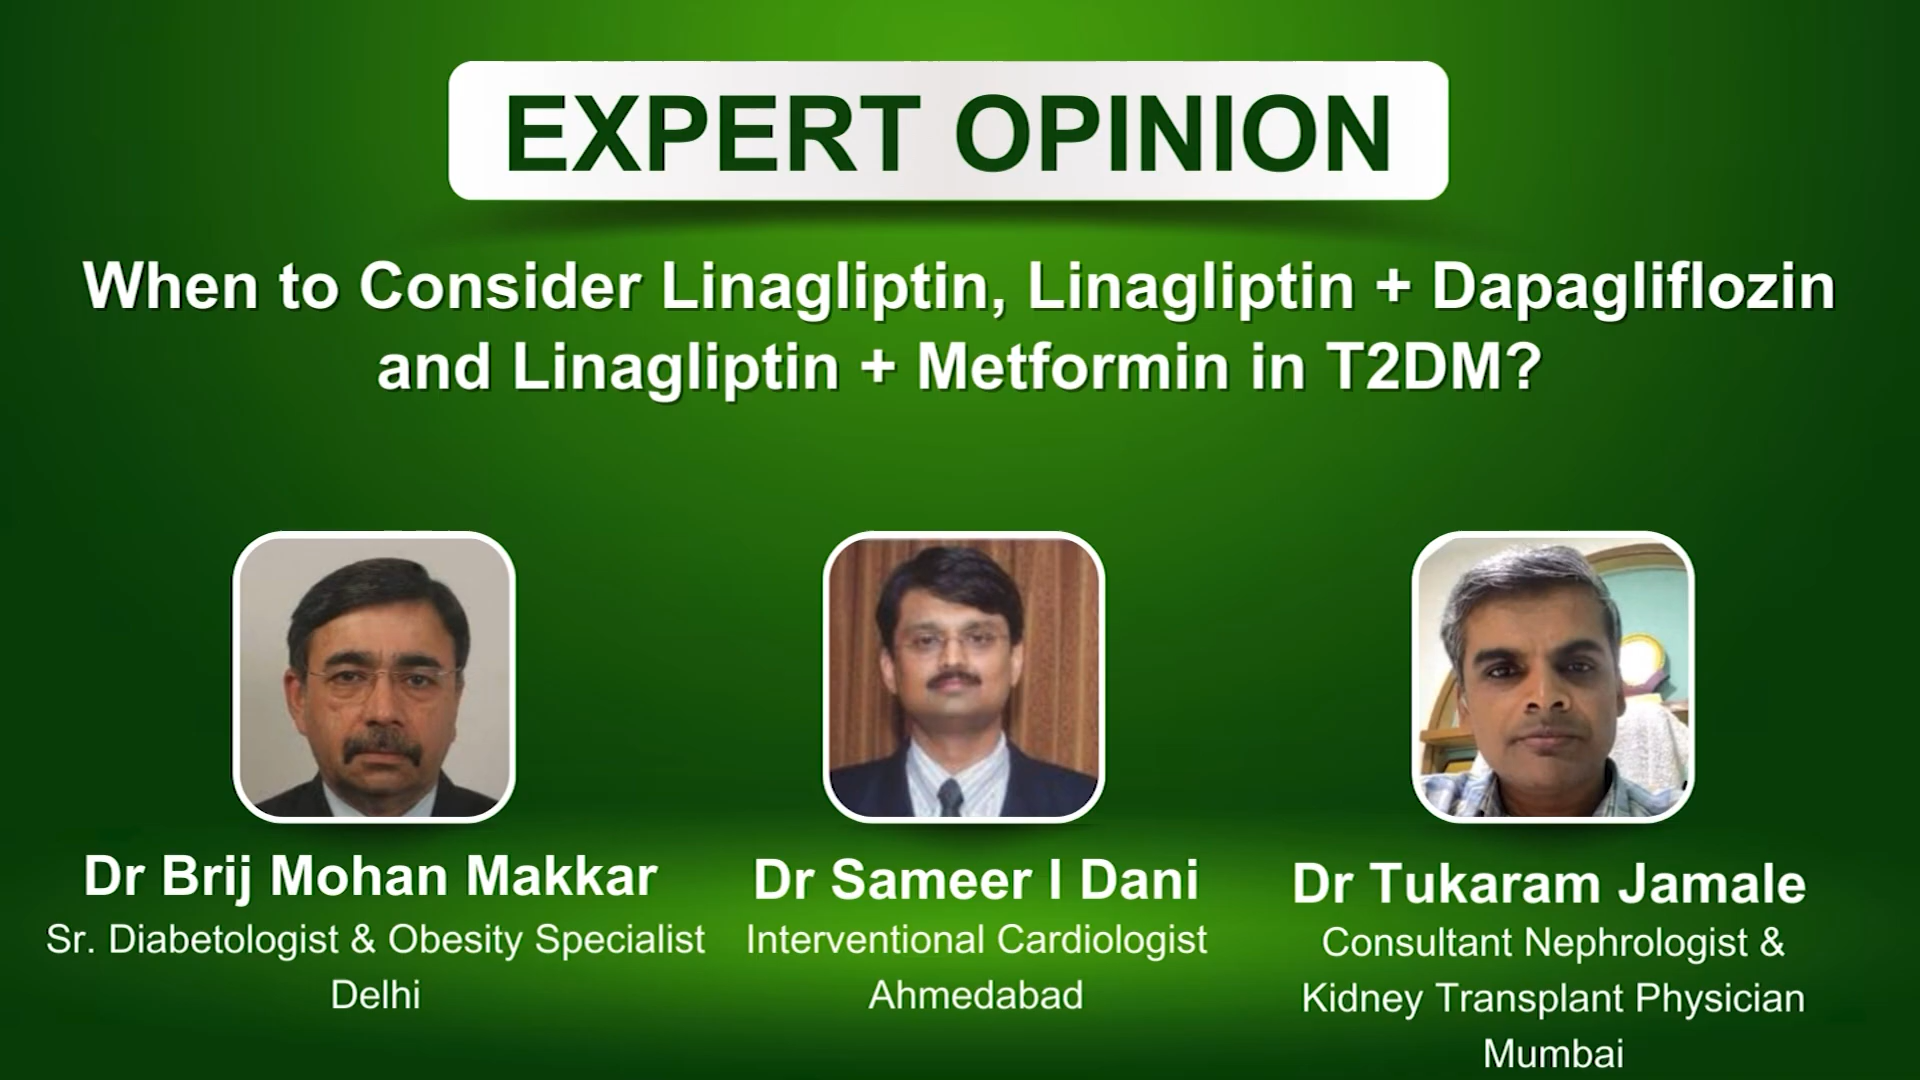 EXPERT OPINION
When to Consider Linagliptin, Linagliptin + Dapagliflozin
and Linagliptin + Metformin in T2DM?
Dr Brij Mohan Makkar
Sr. Diabetologist & Obesity Specialist
Delhi
Dr Sameer I Dani
Interventional Cardiologist
Ahmedabad
Dr Tukaram Jamale
Consultant Nephrologist &
Kidney Transplant Physician
Mumbai